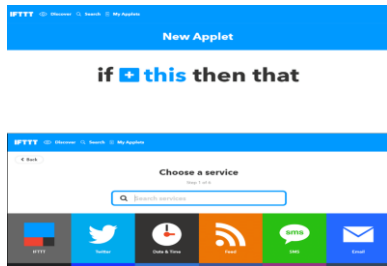 IFTTT Discover Search My Applets
New Applet
if + this then that
IFTTT Discover Search My Applets
< Back
Choose a service
Step 1 of 6
Search services
sms
IFTTT Twitter Date & Time Feed SMS Email